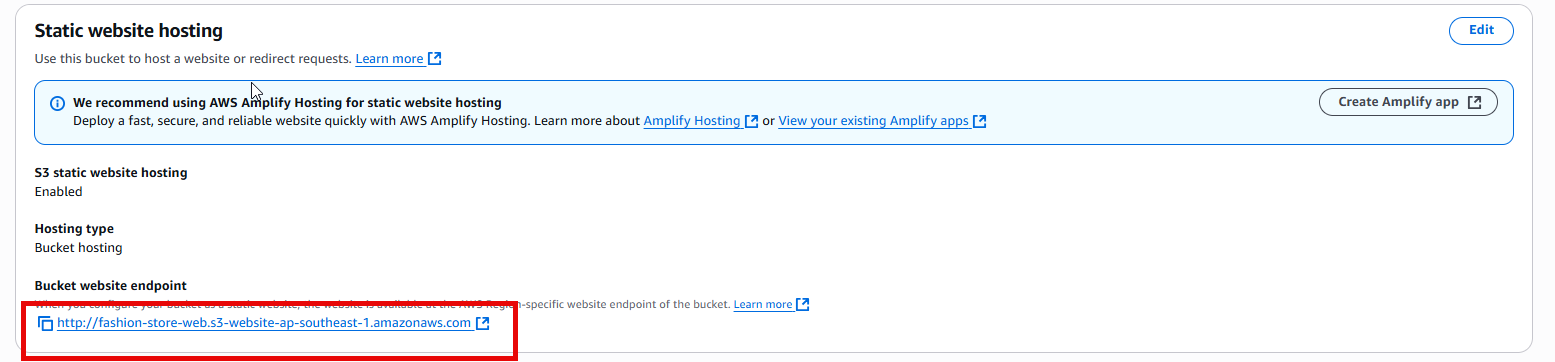 Static website hosting
Edit
Use this bucket to host a website or redirect requests. Learn more
We recommend using AWS Amplify Hosting for static website hosting
Create Amplify app
Deploy a fast, secure, and reliable website quickly with AWS Amplify Hosting. Learn more about Amplify Hosting or View your existing Amplify apps
S3 static website hosting
Enabled
Hosting type
Bucket hosting
Bucket website endpoint
When you configure your bucket as a static website, the website is available at the AWS Region-specific website endpoint of the bucket. Learn more
http://fashion-store-web.s3-website-ap-southeast-1.amazonaws.com